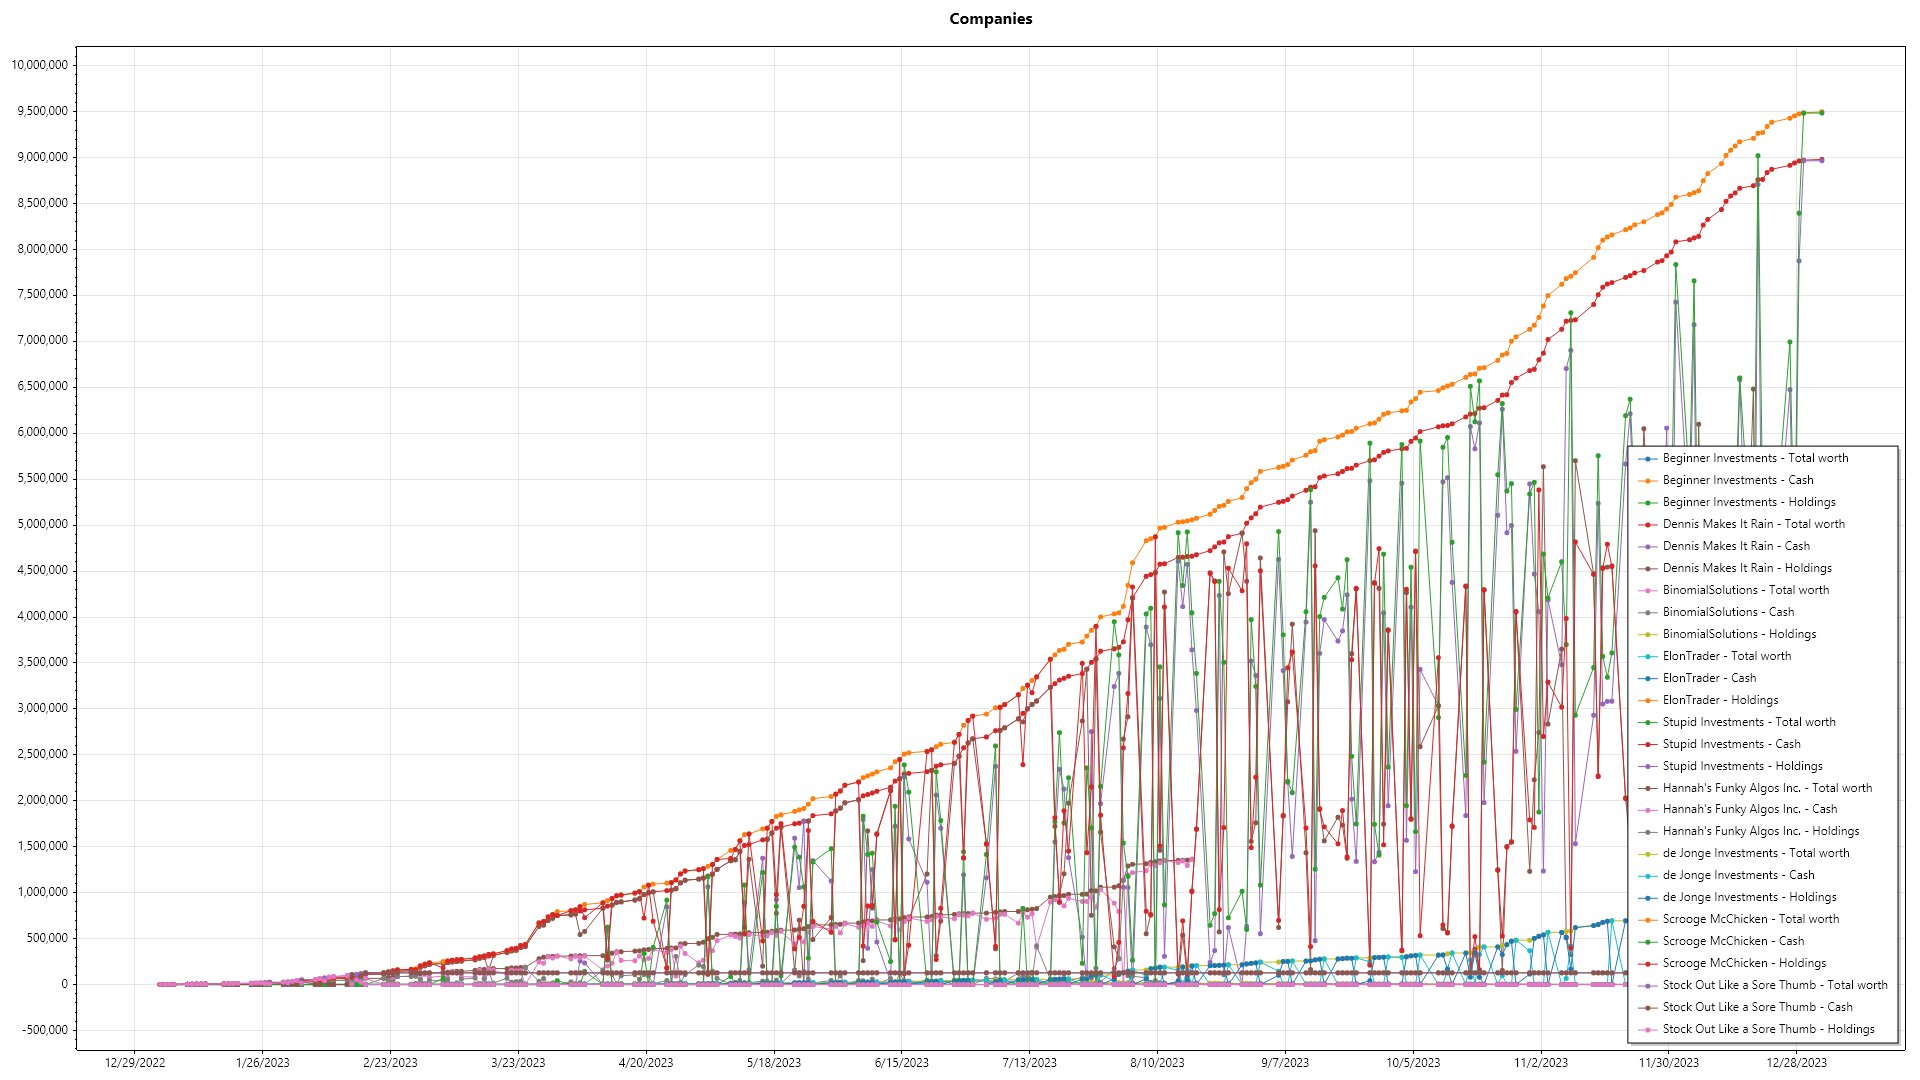 Companies
10,000,000
9,500,000
9,000,000
8,500,000
8,000,000
7,500,000
7,000,000
6,500,000
6,000,000
5,500,000
5,000,000
4,500,000
4,000,000
3,500,000
3,000,000
2,500,000
2,000,000
1,500,000
1,000,000
500,000
0
-500,000
Beginner Investments - Total worth
Beginner Investments - Cash
Beginner Investments - Holdings
Dennis Makes It Rain - Total worth
Dennis Makes It Rain - Cash
Dennis Makes It Rain - Holdings
BinomialSolutions - Total worth
BinomialSolutions - Cash
BinomialSolutions - Holdings
ElonTrader - Total worth
ElonTrader - Cash
ElonTrader - Holdings
Stupid Investments - Total worth
Stupid Investments - Cash
Stupid Investments - Holdings
Hannah's Funky Algos Inc. - Total worth
Hannah's Funky Algos Inc. - Cash
Hannah's Funky Algos Inc. - Holdings
de Jonge Investments - Total worth
de Jonge Investments - Cash
de Jonge Investments - Holdings
Scrooge McChicken - Total worth
Scrooge McChicken - Cash
Scrooge McChicken - Holdings
Stock Out Like a Sore Thumb - Total worth
Stock Out Like a Sore Thumb - Cash
Stock Out Like a Sore Thumb - Holdings
12/29/2022 1/26/2023 2/23/2023 3/23/2023 4/20/2023 5/18/2023 6/15/2023 7/13/2023 8/10/2023 9/7/2023 10/5/2023 11/2/2023 11/30/2023 12/28/2023